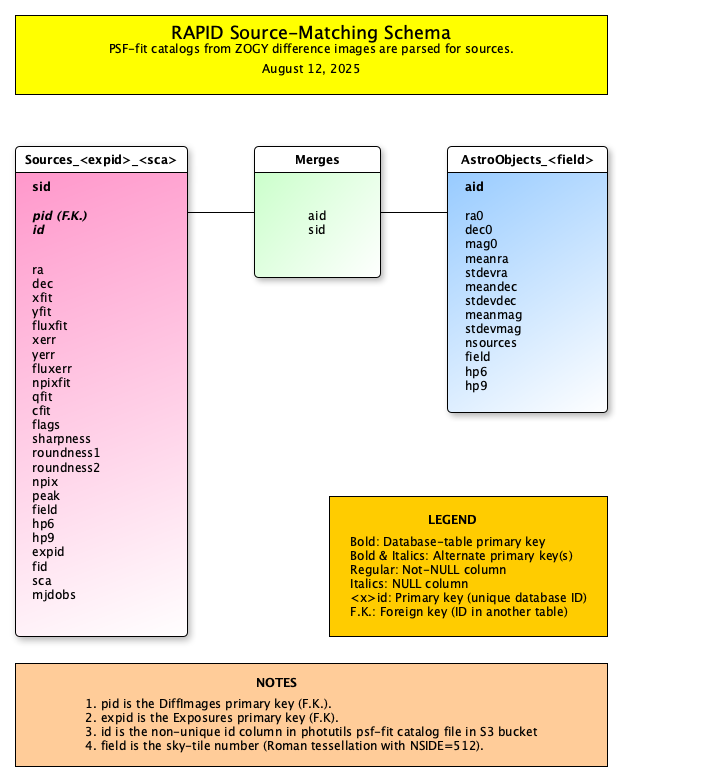 RAPID Source-Matching Schema
PSF-fit catalogs from ZOGY difference images are parsed for sources.
August 12, 2025
Sources_<expid>_<sca>
sid
pid (F.K.)
id
ra
dec
xfit
yfit
fluxfit
xerr
yerr
fluxerr
npixfit
qfit
cfit
flags
sharpness
roundness1
roundness2
npix
peak
field
hp6
hp9
expid
fid
sca
mjdobs
Merges
aid
sid
AstroObjects_<field>
aid
ra0
dec0
mag0
meanra
stdevra
meandec
stdevdec
meanmag
stdevmag
nsources
field
hp6
hp9
LEGEND
Bold: Database-table primary key
Bold & Italics: Alternate primary key(s)
Regular: Not-NULL column
Italics: NULL column
<x>id: Primary key (unique database ID)
F.K.: Foreign key (ID in another table)
NOTES
1. pid is the DiffImages primary key (F.K.).
2. expid is the Exposures primary key (F.K).
3. id is the non-unique id column in photutils psf-fit catalog file in S3 bucket
4. field is the sky-tile number (Roman tessellation with NSIDE=512).